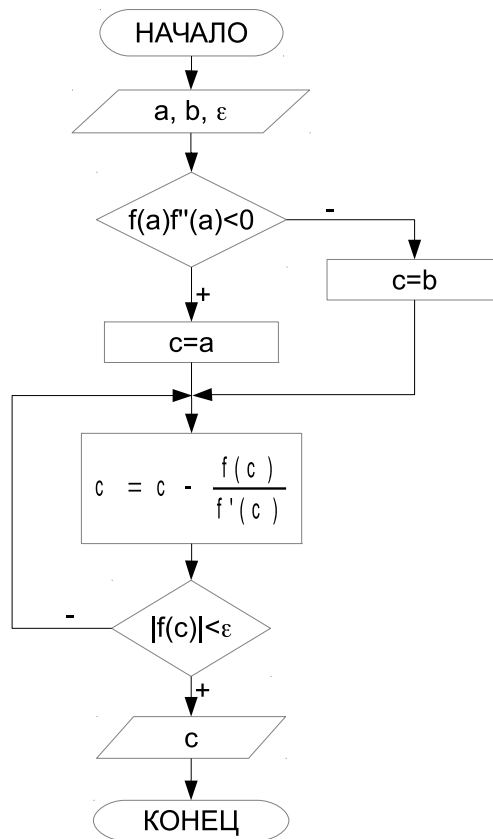 НАЧАЛО
a, b, ε
f(a)f''(a)<0
-
+
c=b
c=a
c = c - f(c) / f'(c)
|f(c)|<ε
-
+
c
КОНЕЦ